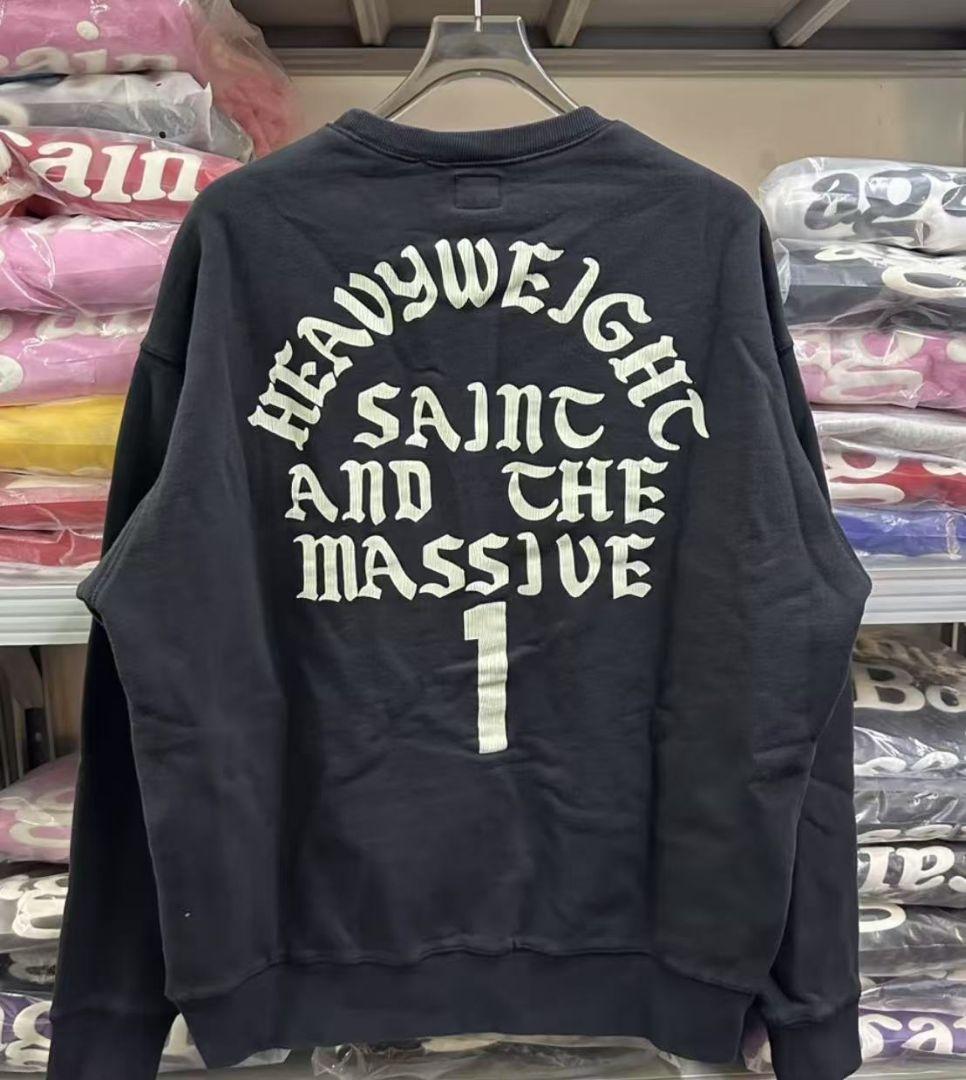 HEAVYWEIGHT
SAINT
AND THE
MASSIVE
1